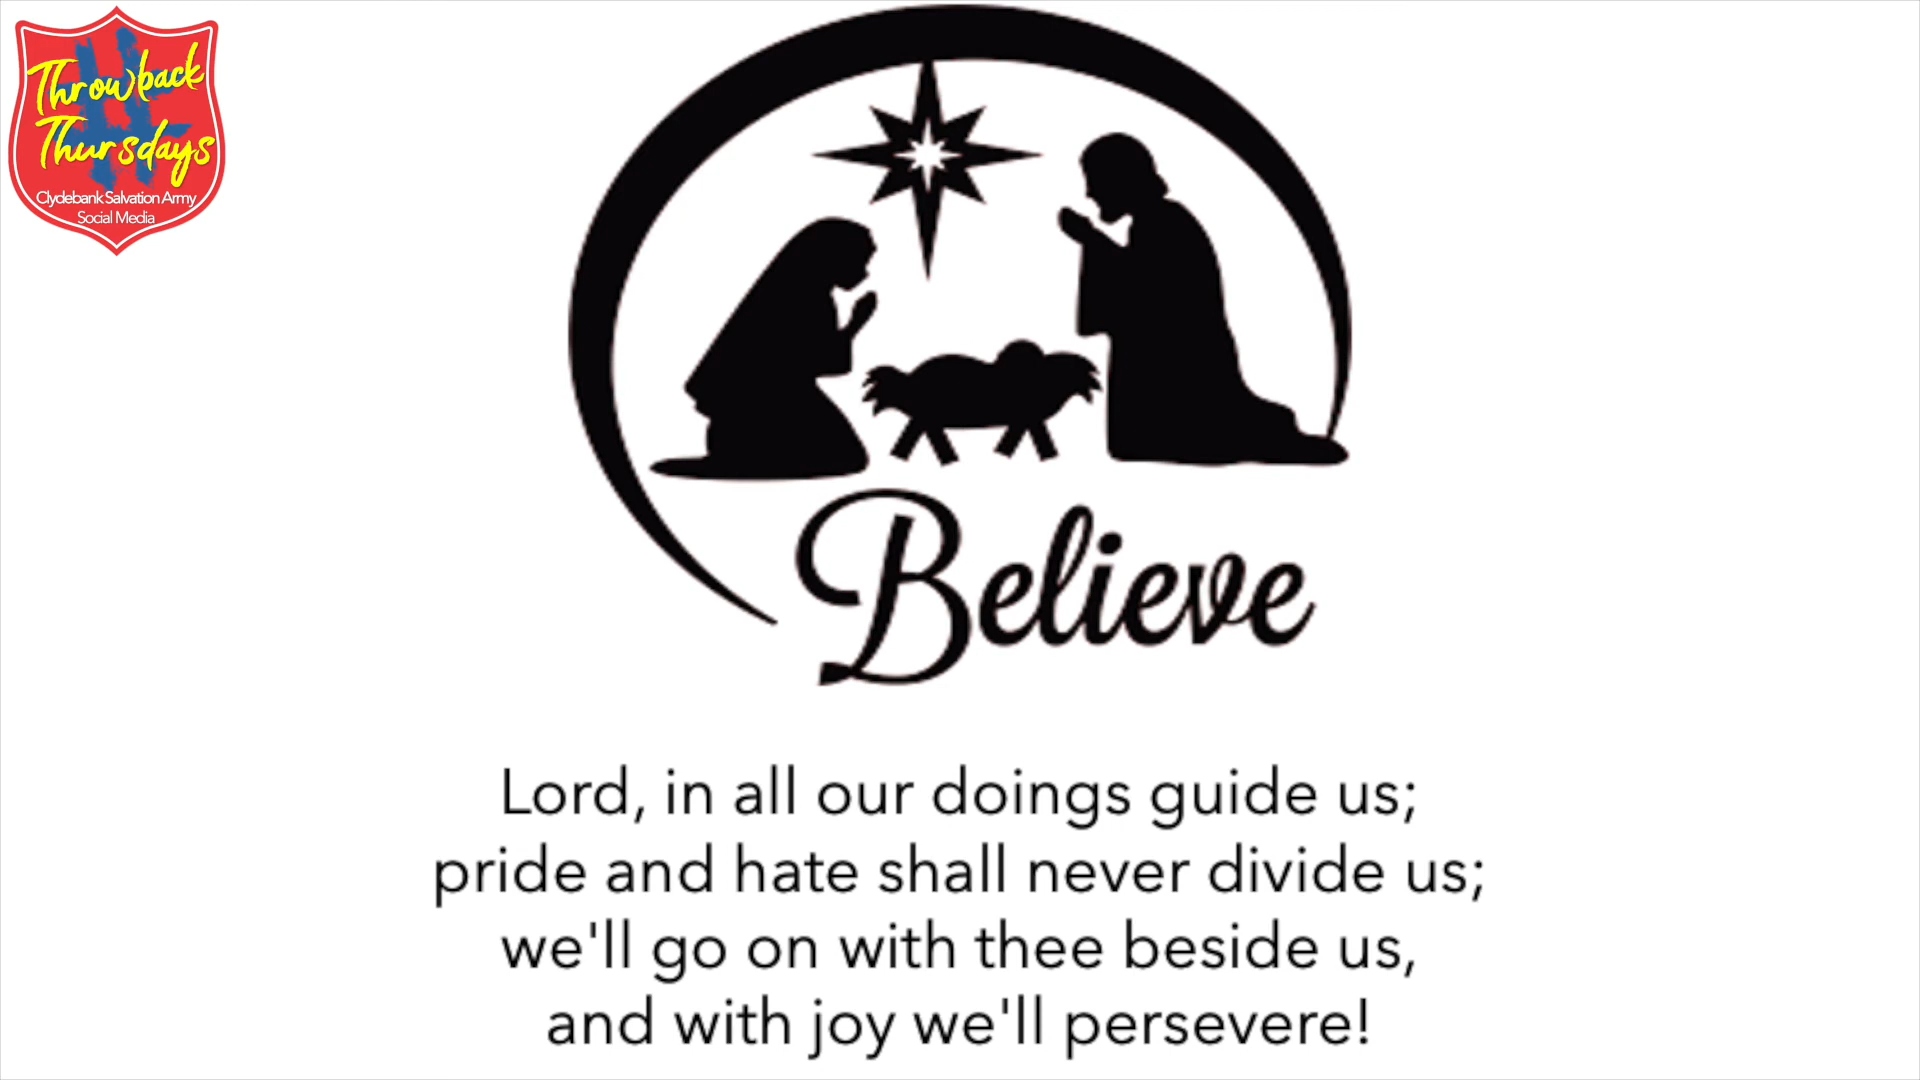 Throwback
Thursdays
Clydebank Salvation Army
Social Media
Believe
Lord, in all our doings guide us;
pride and hate shall never divide us;
we'll go on with thee beside us,
and with joy we'll persevere!